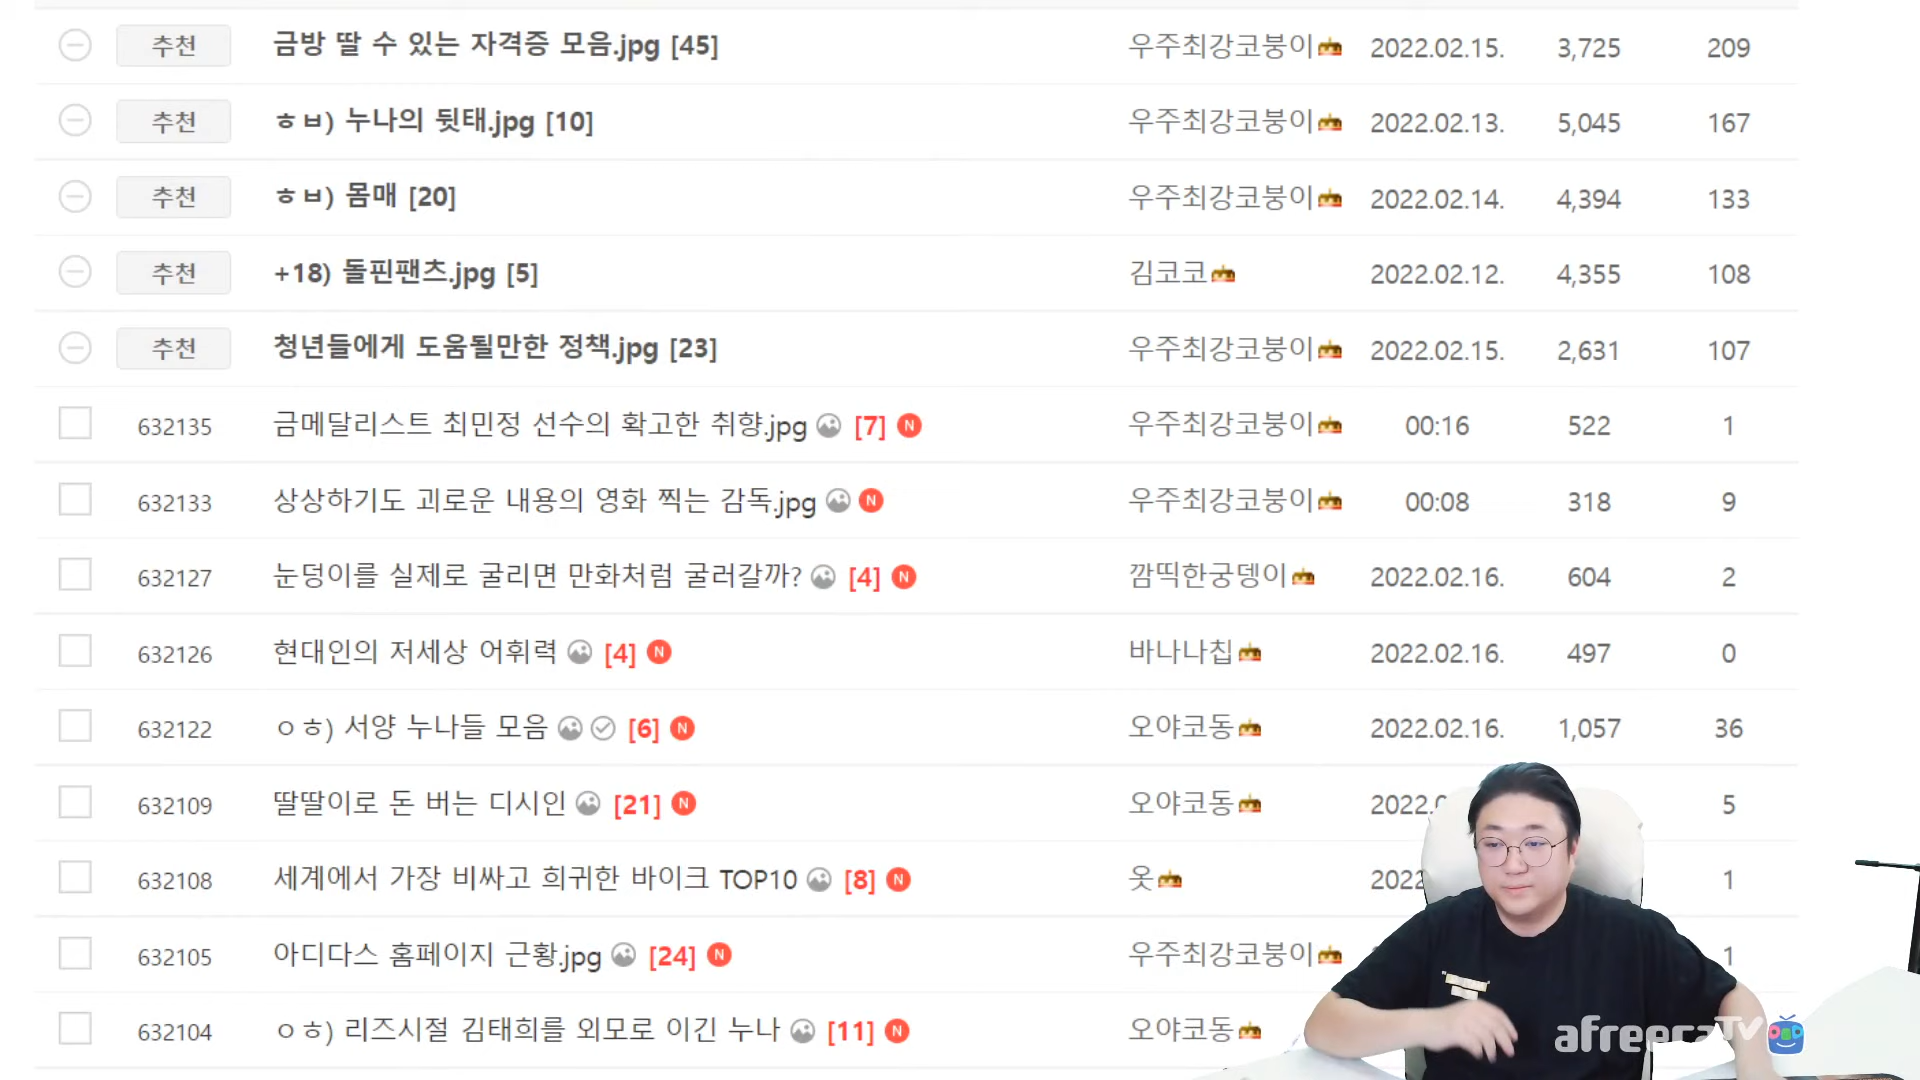 추천 금방 딸 수 있는 자격증 모음.jpg [45] 우주최강코붕이 2022.02.15. 3,725 209
추천 ㅎㅂ) 누나의 뒷태.jpg [10] 우주최강코붕이 2022.02.13. 5,045 167
추천 ㅎㅂ) 몸매 [20] 우주최강코붕이 2022.02.14. 4,394 133
추천 +18) 돌핀팬츠.jpg [5] 김코코 2022.02.12. 4,355 108
추천 청년들에게 도움될만한 정책.jpg [23] 우주최강코붕이 2022.02.15. 2,631 107
632135 금메달리스트 최민정 선수의 확고한 취향.jpg [7] N 우주최강코붕이 00:16 522 1
632133 상상하기도 괴로운 내용의 영화 찍는 감독.jpg N 우주최강코붕이 00:08 318 9
632127 눈덩이를 실제로 굴리면 만화처럼 굴러갈까? [4] N 깜띡한궁뎅이 2022.02.16. 604 2
632126 현대인의 저세상 어휘력 [4] N 바나나칩 2022.02.16. 497 0
632122 ㅇㅎ) 서양 누나들 모음 [6] N 오야코동 2022.02.16. 1,057 36
632109 딸딸이로 돈 버는 디시인 [21] N 오야코동 2022. 5
632108 세계에서 가장 비싸고 희귀한 바이크 TOP10 [8] N 옷 2022 1
632105 아디다스 홈페이지 근황.jpg [24] N 우주최강코붕이 1
632104 ㅇㅎ) 리즈시절 김태희를 외모로 이긴 누나 [11] N 오야코동
afreecaTV